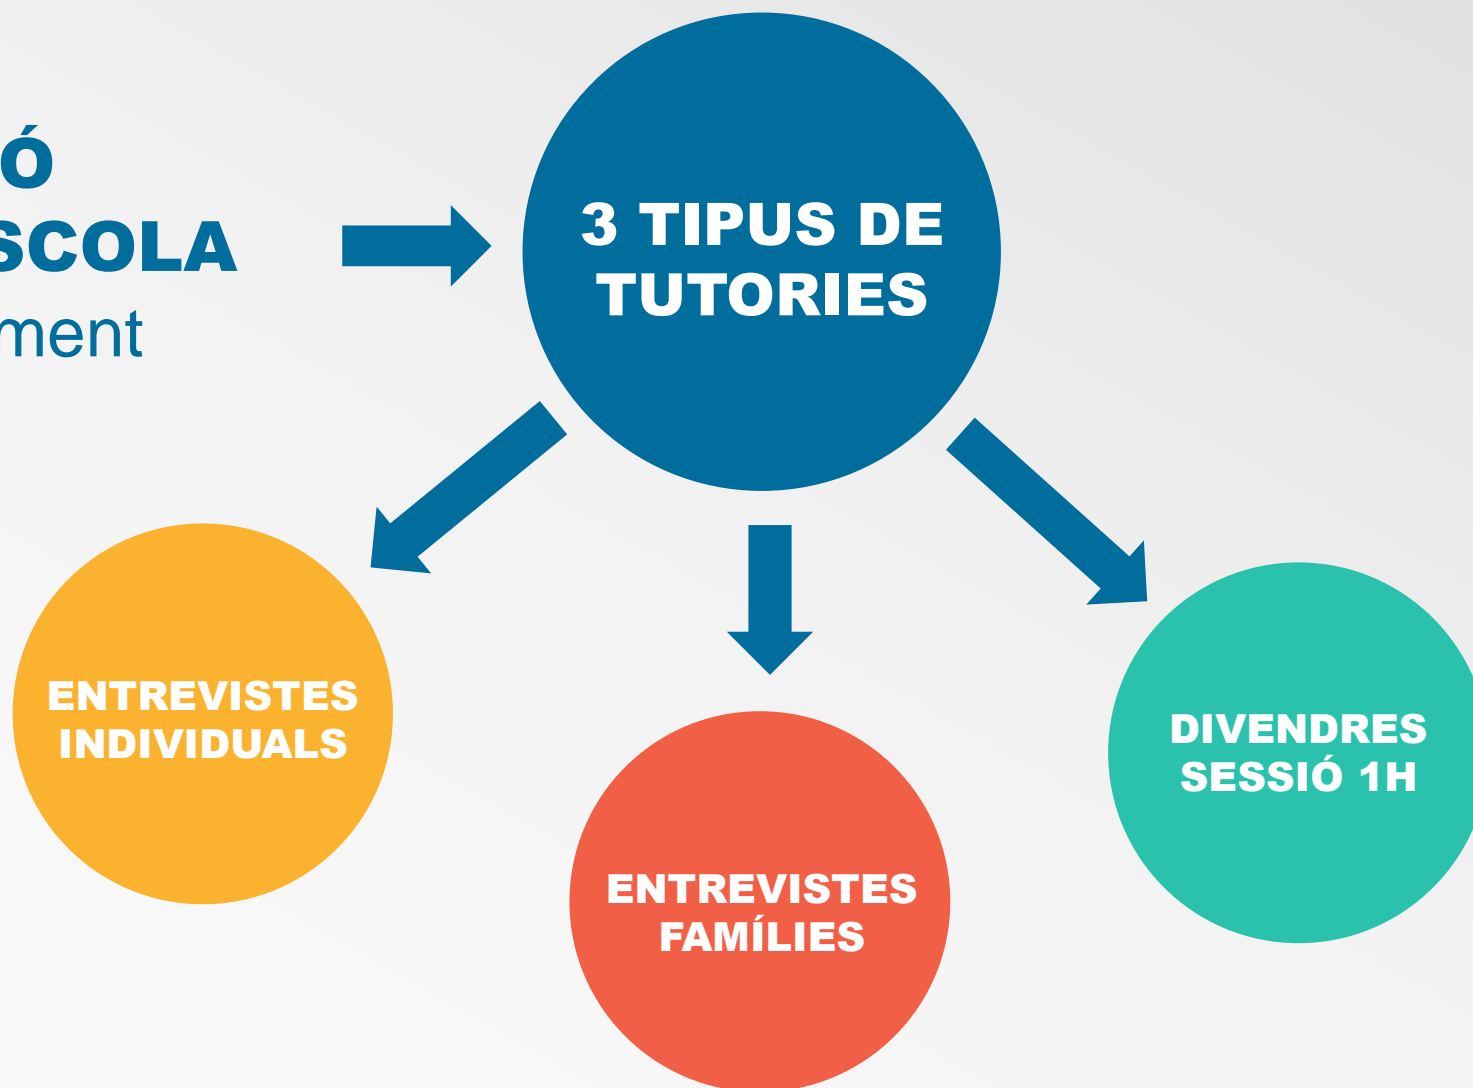 Ó
SCOLA
ment
3 TIPUS DE
TUTORIES
ENTREVISTES
INDIVIDUALS
ENTREVISTES
FAMÍLIES
DIVENDRES
SESSIÓ 1H